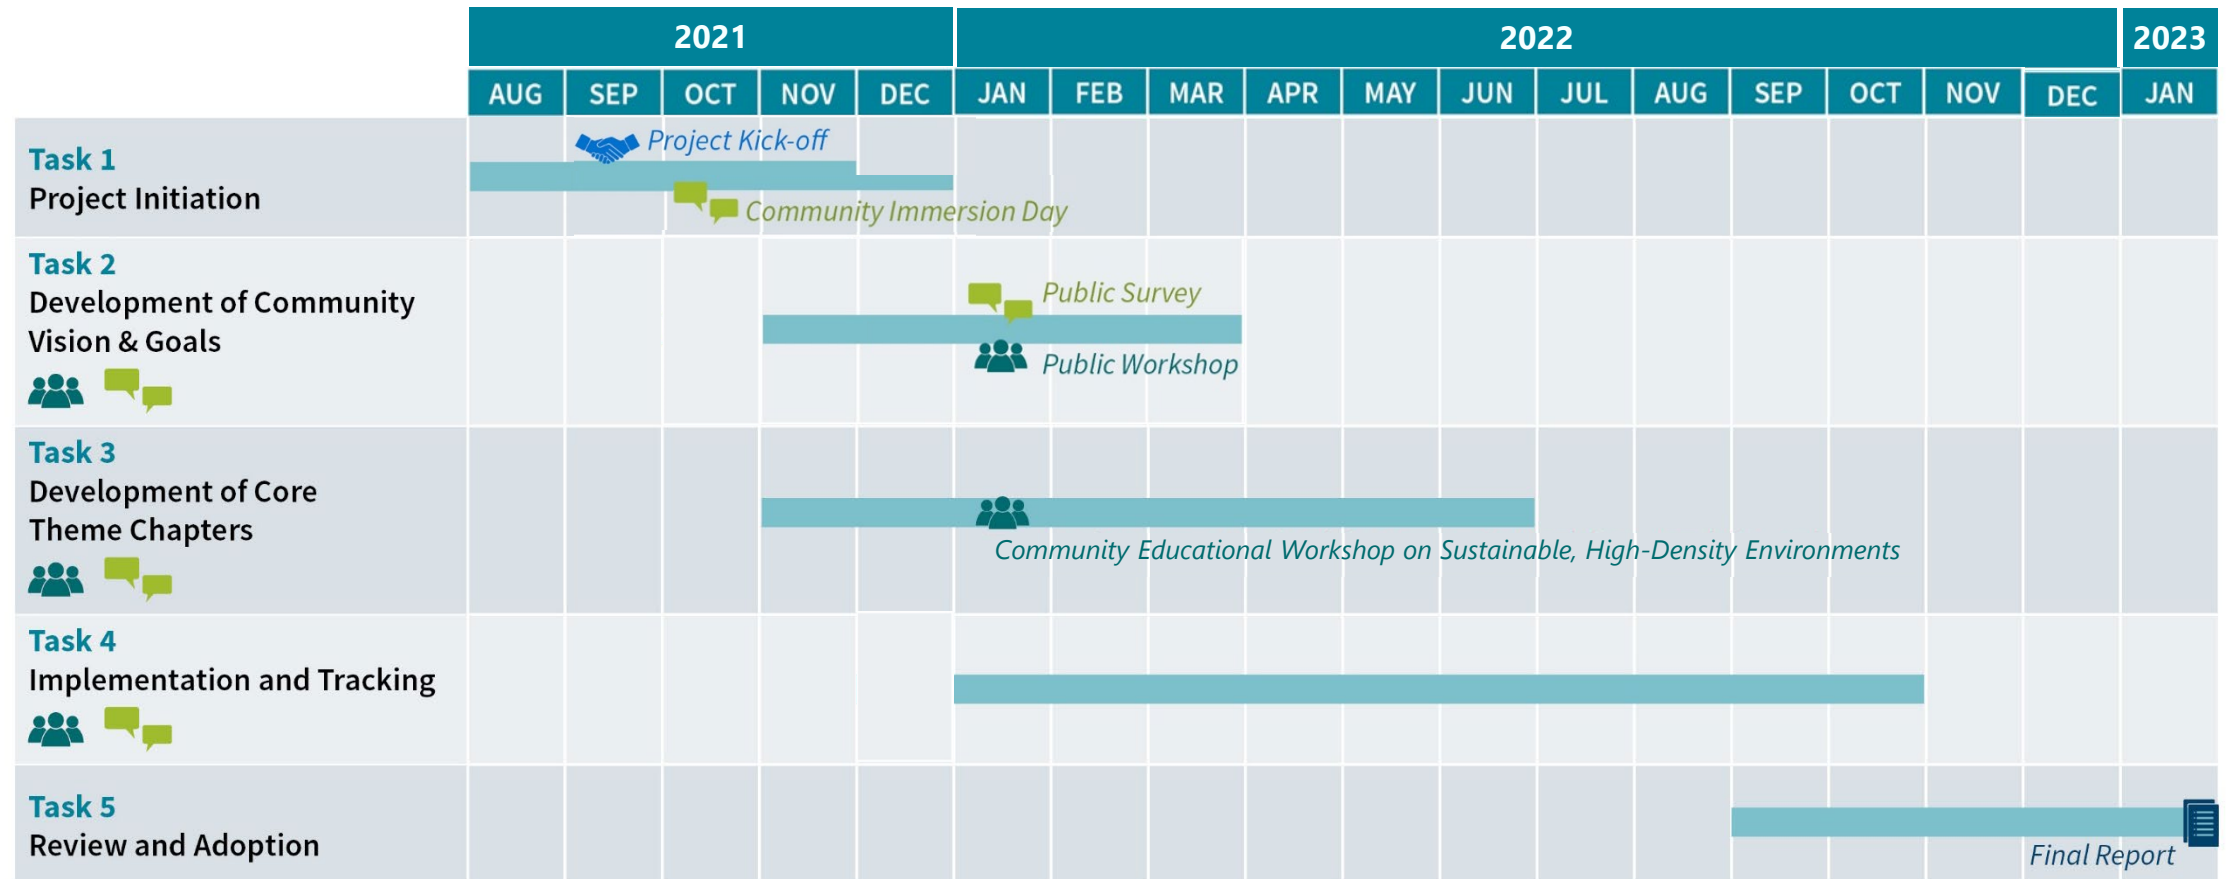 2021 2022 2023
AUG SEP OCT NOV DEC JAN FEB MAR APR MAY JUN JUL AUG SEP OCT NOV DEC JAN
Task 1
Project Initiation
Project Kick-off
Community Immersion Day
Task 2
Development of Community
Vision & Goals
Public Survey
Public Workshop
Task 3
Development of Core
Theme Chapters
Community Educational Workshop on Sustainable, High-Density Environments
Task 4
Implementation and Tracking
Task 5
Review and Adoption
Final Report